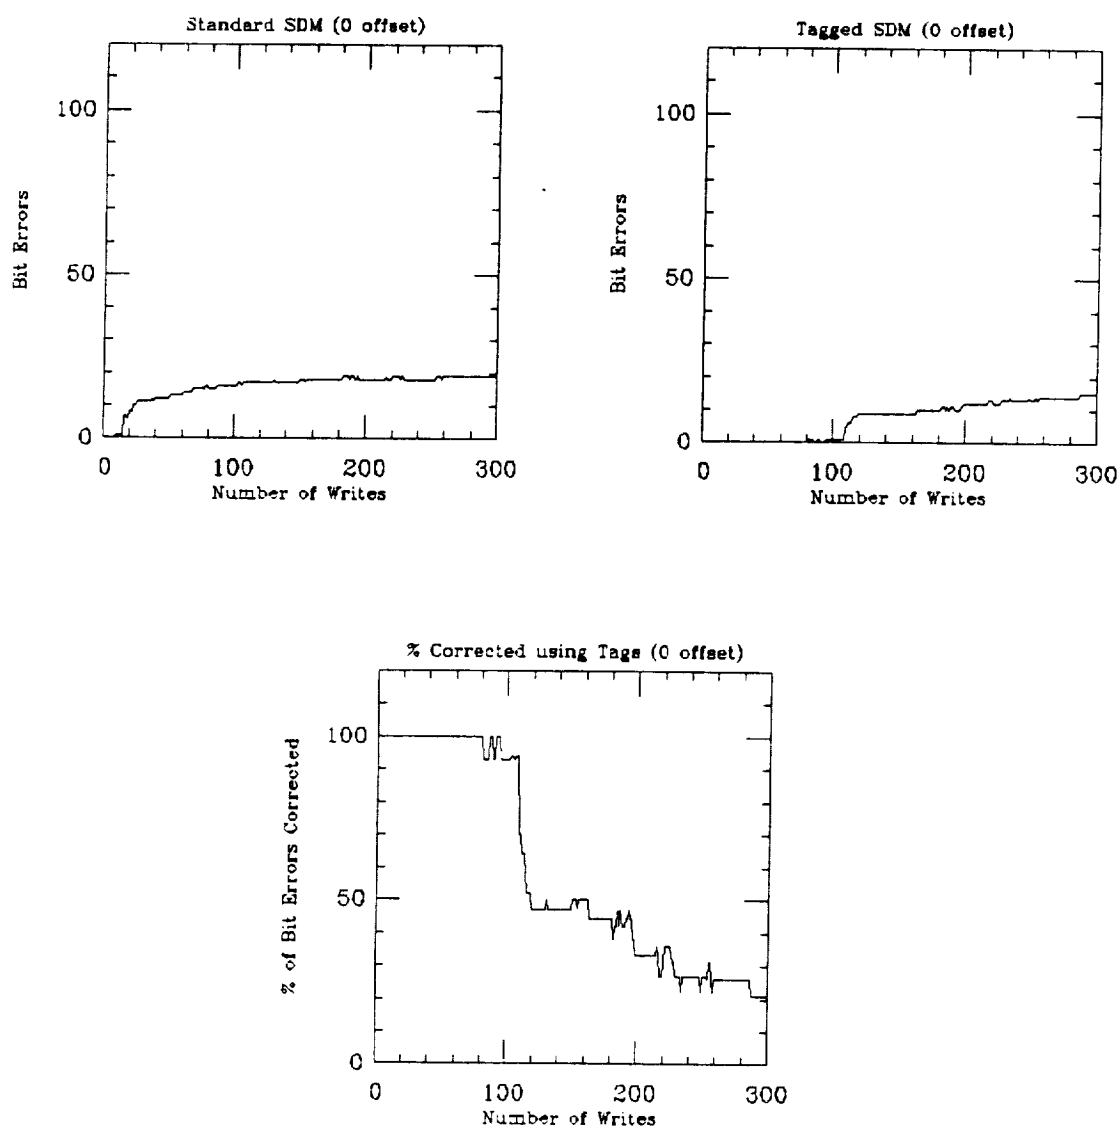 Standard SDM (0 offset)
100
50
0
Bit Errors
0 100 200 300
Number of Writes
Tagged SDM (0 offset)
100
50
0
Bit Errors
0 100 200 300
Number of Writes
% Corrected using Tags (0 offset)
100
50
0
% of Bit Errors Corrected
0 100 200 300
Number of Writes